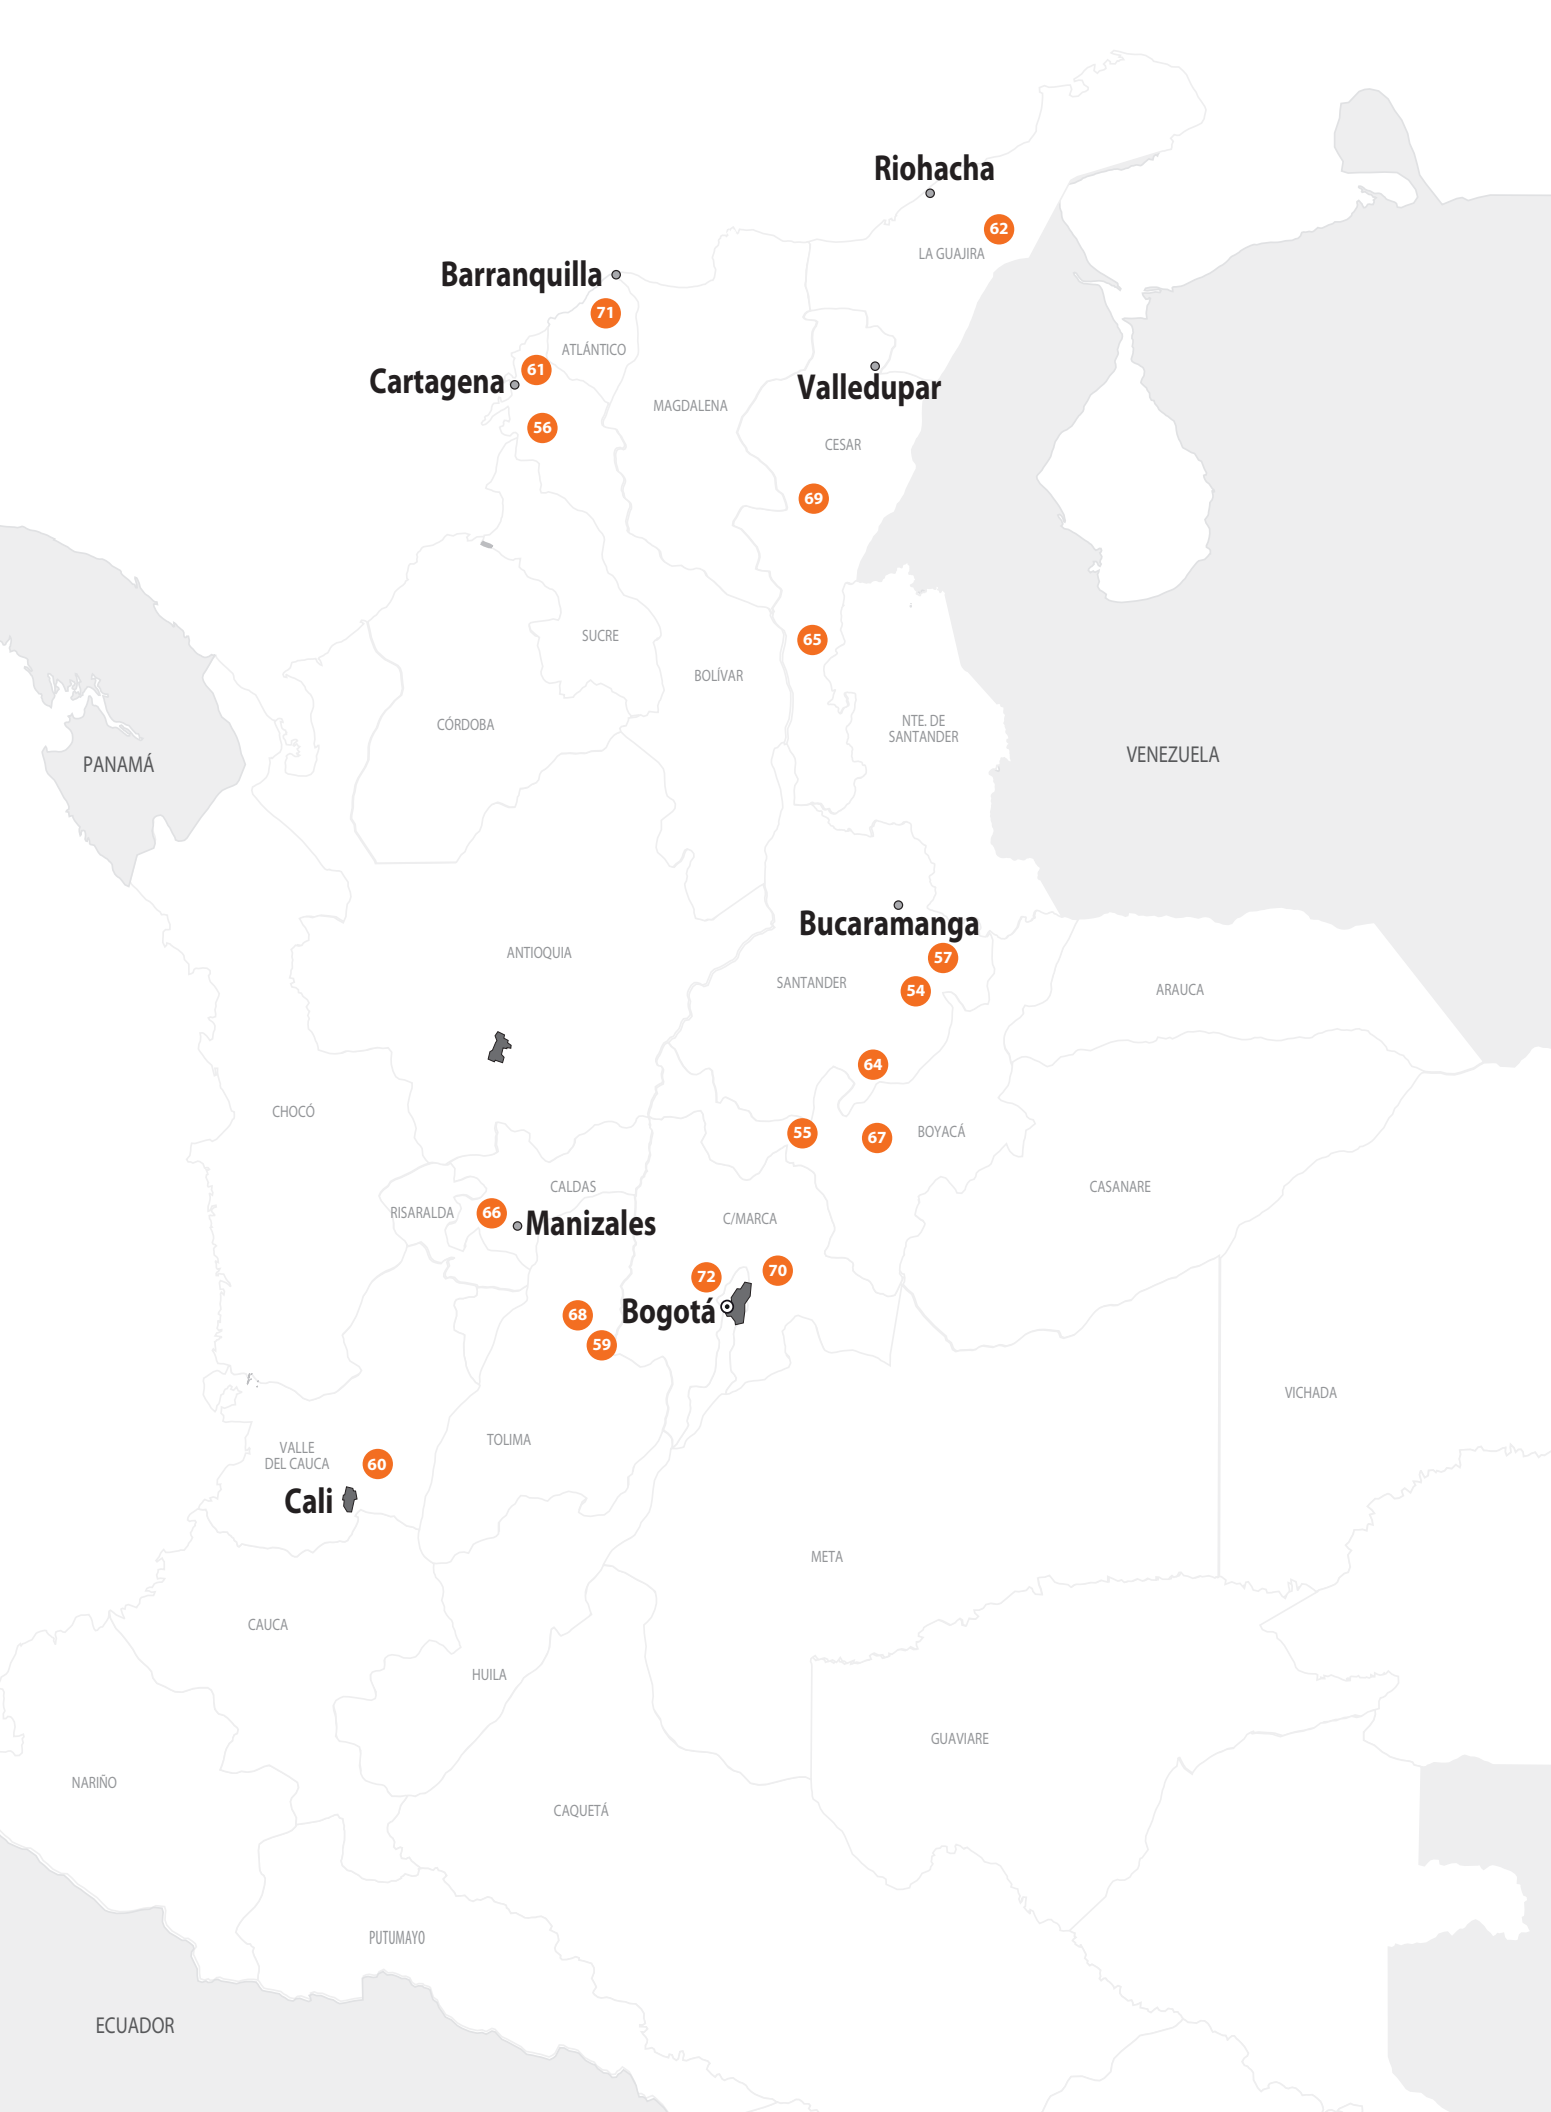 Riohacha
62
LA GUAJIRA
Barranquilla
71
ATLÁNTICO
61
Cartagena
Valledupar
MAGDALENA
56
CESAR
69
SUCRE
65
BOLÍVAR
CÓRDOBA
NTE. DE
SANTANDER
VENEZUELA
PANAMÁ
Bucaramanga
ANTIOQUIA
57
SANTANDER
54
ARAUCA
64
CHOCÓ
55
67
BOYACÁ
CALDAS
CASANARE
RISARALDA
66
Manizales
C/MARCA
72
70
68
Bogotá
59
VICHADA
TOLIMA
VALLE
DEL CAUCA
60
Cali
META
CAUCA
HUILA
GUAVIARE
NARIÑO
CAQUETÁ
PUTUMAYO
ECUADOR